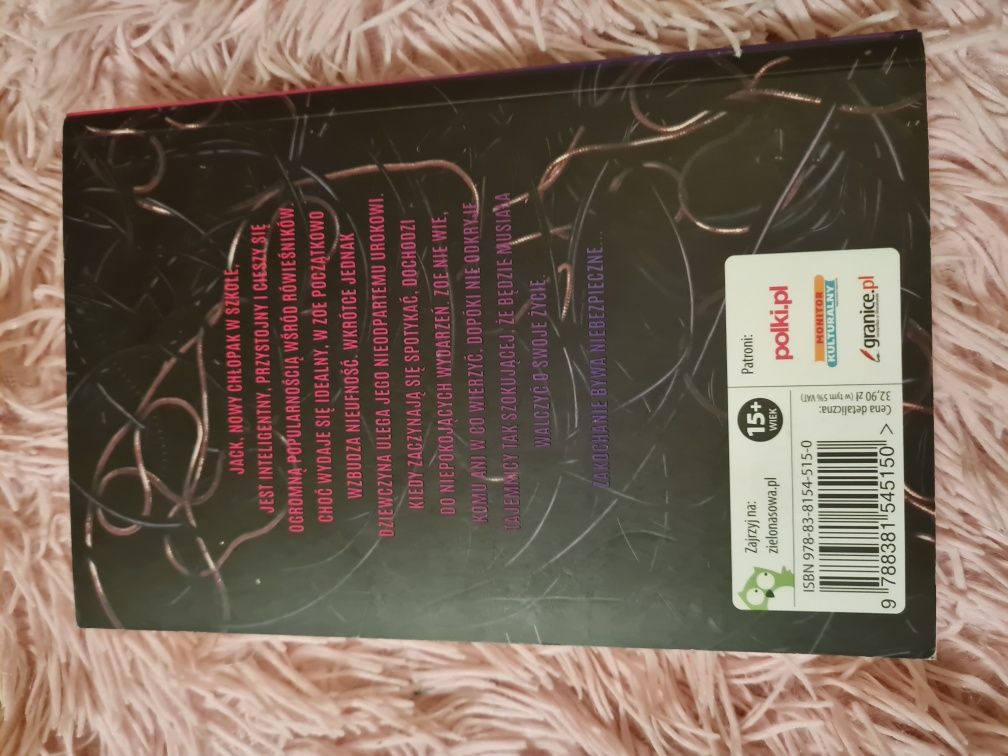 JACK. NOWY CHŁOPAK W SZKOLE.
JEST INTELIGENTNY, PRZYSTOJNY I CIESZY SIĘ
OGROMNĄ POPULARNOŚCIĄ WŚRÓD RÓWIEŚNIKÓW.
CHOĆ WYDAJE SIĘ IDEALNY, W ZOE POCZĄTKOWO
WZBUDZA NIEUFNOŚĆ. WKRÓTCE JEDNAK
DZIEWCZYNA ULEGA JEGO NIEODPARTEMU UROKOWI.
KIEDY ZACZYNAJĄ SIĘ SPOTYKAĆ, DOCHODZI
DO NIEPOKOJĄCYCH WYDARZEŃ. ZOE NIE WIE,
KOMU ANI W CO WIERZYĆ, DOPÓKI NIE ODKRYJE
TAJEMNICY TAK SZOKUJĄCEJ, ŻE BĘDZIE MUSIAŁA
WALCZYĆ O SWOJE ŻYCIE.
ZAKOCHANIE BYWA NIEBEZPIECZNE...
Zajrzyj na:
zielonasowa.pl
15+
WIEK
Patroni:
polki.pl
MONITOR
KULTURALNY
granice.pl
ISBN 978-83-8154-515-0
Cena detaliczna:
32,90 zł (w tym 5% VAT)
9 788381 545150 >